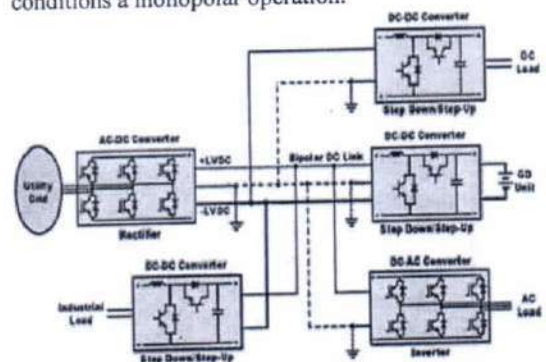 conditions a monopolar operation.
DC-DC Converter
DC
Load
Step Down/Step-Up
AC-DC Converter
+LVDC
Bipolar DC Link
DC-DC Converter
Utility
Grid
GD
Unit
-LVDC
Rectifier
Step Down/Step-Up
DC-DC Converter
DC-AC Converter
Industrial
Load
AC
Load
Step Down/Step-Up
Inverter